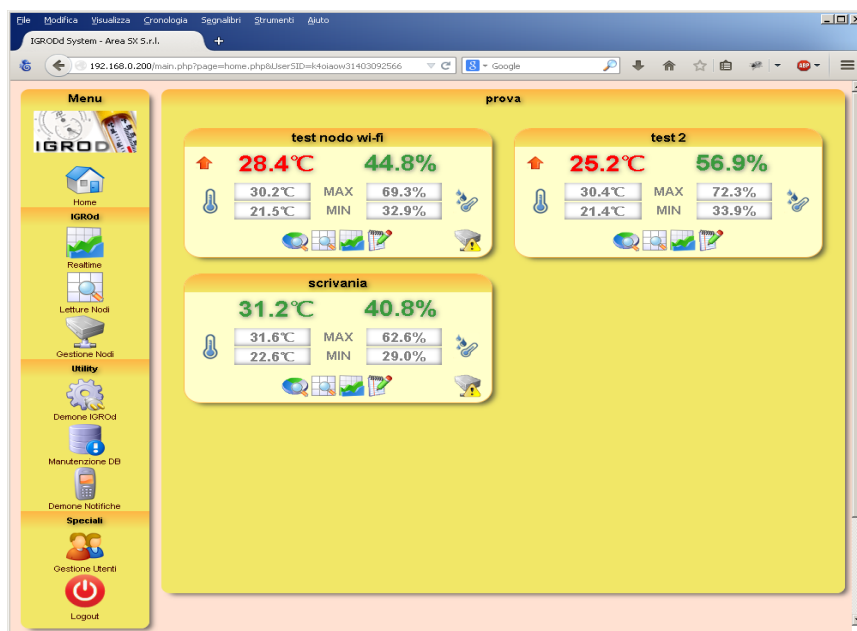 File Modifica Visualizza Cronologia Segnalibri Strumenti Aiuto
IGRODd System - Area SX S.r.l.
192.168.0.200/main.php?page=home.php&UserSID=k4oiaow31403092566
Google
ABP
Menu
IGROD
Home
IGROd
Realtime
Letture Nodi
Gestione Nodi
Utility
Demone IGROd
Manutenzione DB
Demone Notifiche
Speciali
Gestione Utenti
Logout
prova
test nodo wi-fi
28.4°C 44.8%
30.2°C MAX 69.3%
21.5°C MIN 32.9%
test 2
25.2°C 56.9%
30.4°C MAX 72.3%
21.4°C MIN 33.9%
scrivania
31.2°C 40.8%
31.6°C MAX 62.6%
22.6°C MIN 29.0%